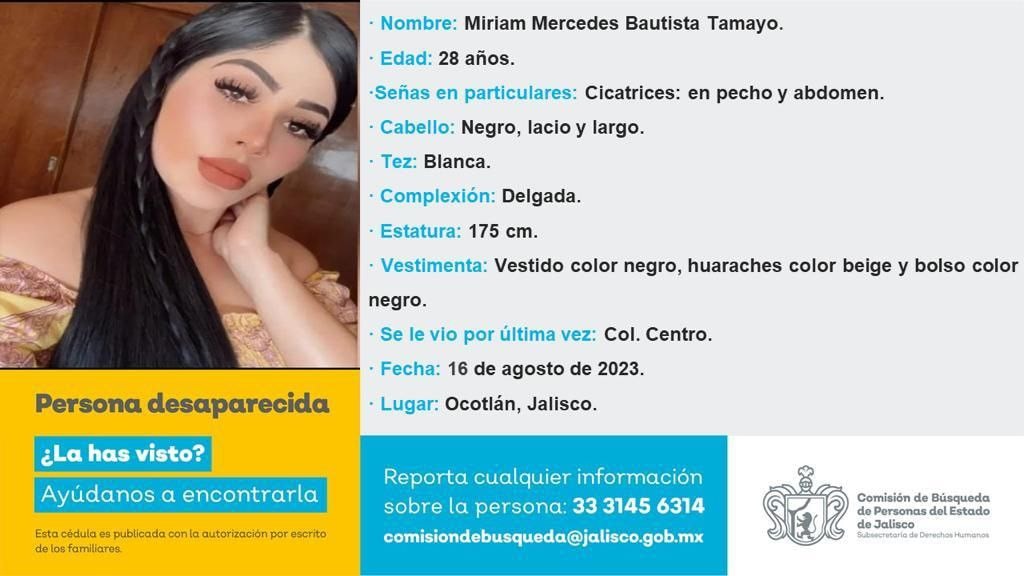 · Nombre: Miriam Mercedes Bautista Tamayo.
· Edad: 28 años.
·Señas en particulares: Cicatrices: en pecho y abdomen.
· Cabello: Negro, lacio y largo.
· Tez: Blanca.
· Complexión: Delgada.
· Estatura: 175 cm.
· Vestimenta: Vestido color negro, huaraches color beige y bolso color
negro.
· Se le vio por última vez: Col. Centro.
· Fecha: 16 de agosto de 2023.
· Lugar: Ocotlán, Jalisco.
Persona desaparecida
¿La has visto?
Ayúdanos a encontrarla
Esta cédula es publicada con la autorización por escrito
de los familiares.
Reporta cualquier información
sobre la persona: 33 3145 6314
comisiondebusqueda@jalisco.gob.mx
Comisión de Búsqueda
de Personas del Estado
de Jalisco
Subsecretaría de Derechos Humanos